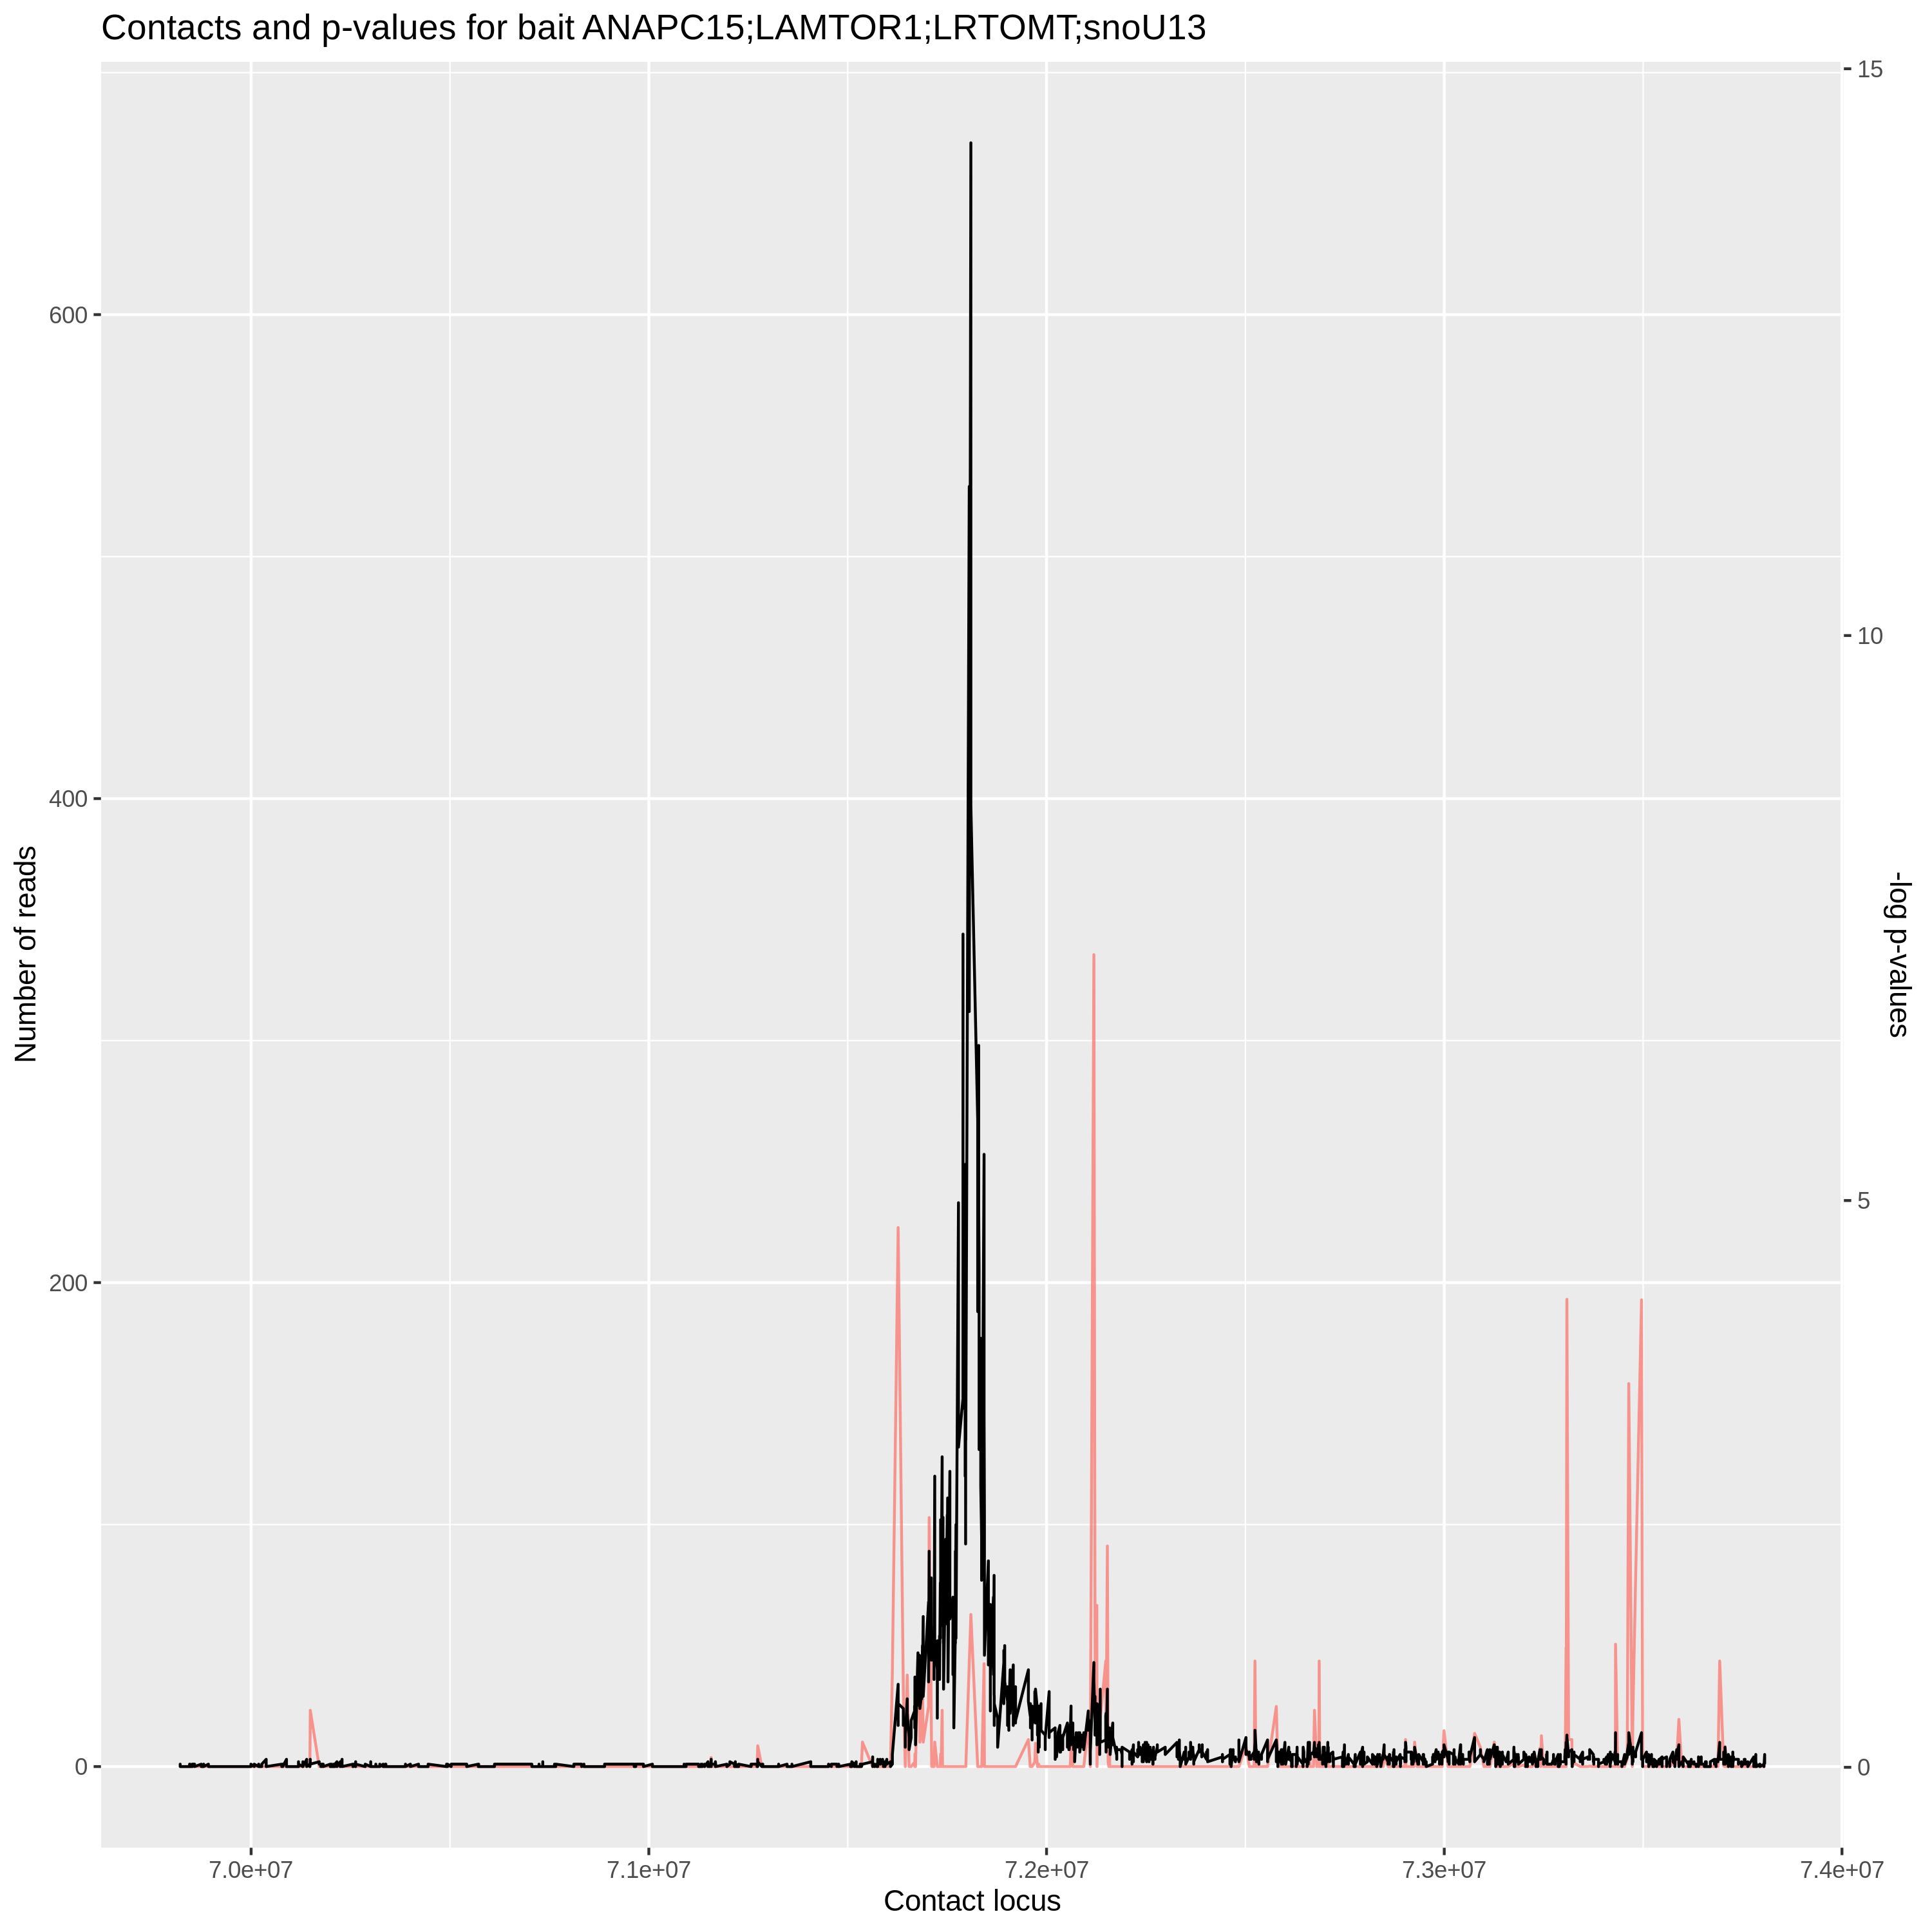 Contacts and p-values for bait ANAPC15;LAMTOR1;LRTOMT;snoU13
15
600
10
400
Number of reads
-log p-values
5
200
0
0
7.0e+07
7.1e+07
7.2e+07
7.3e+07
7.4e+07
Contact locus